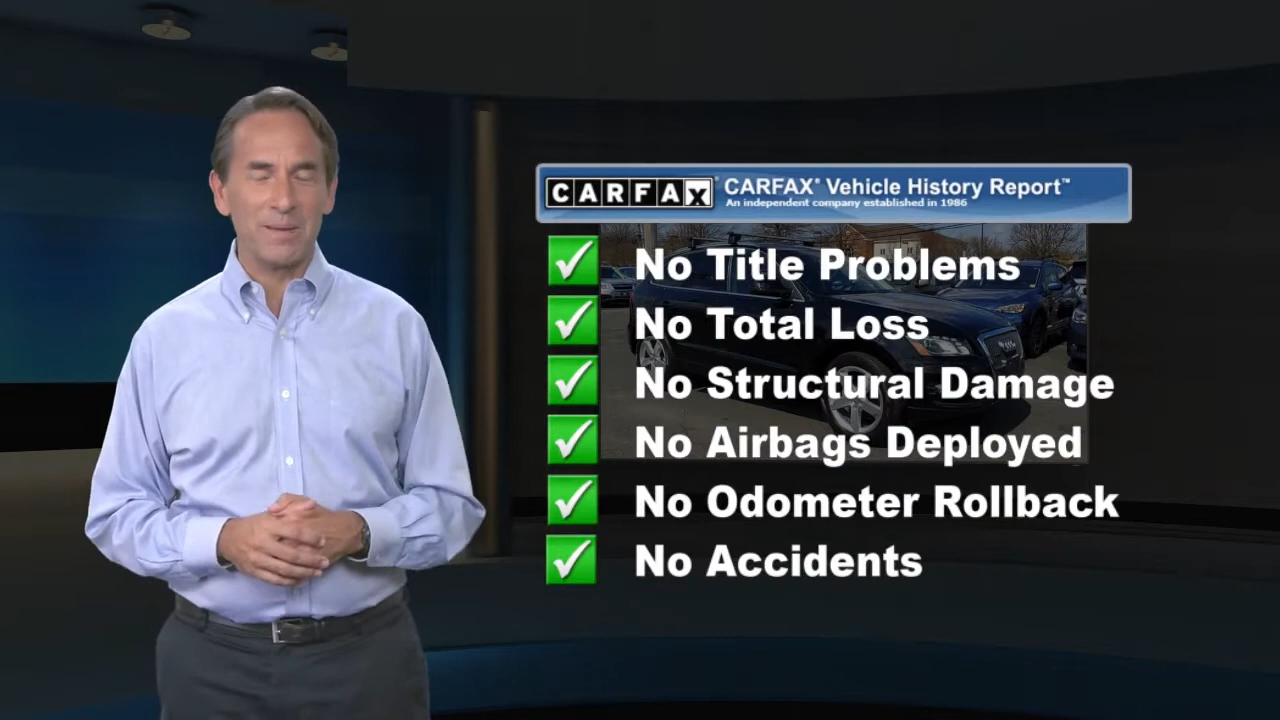 CARFAX® CARFAX® Vehicle History Report™
An independent company established in 1986
No Title Problems
No Total Loss
No Structural Damage
No Airbags Deployed
No Odometer Rollback
No Accidents